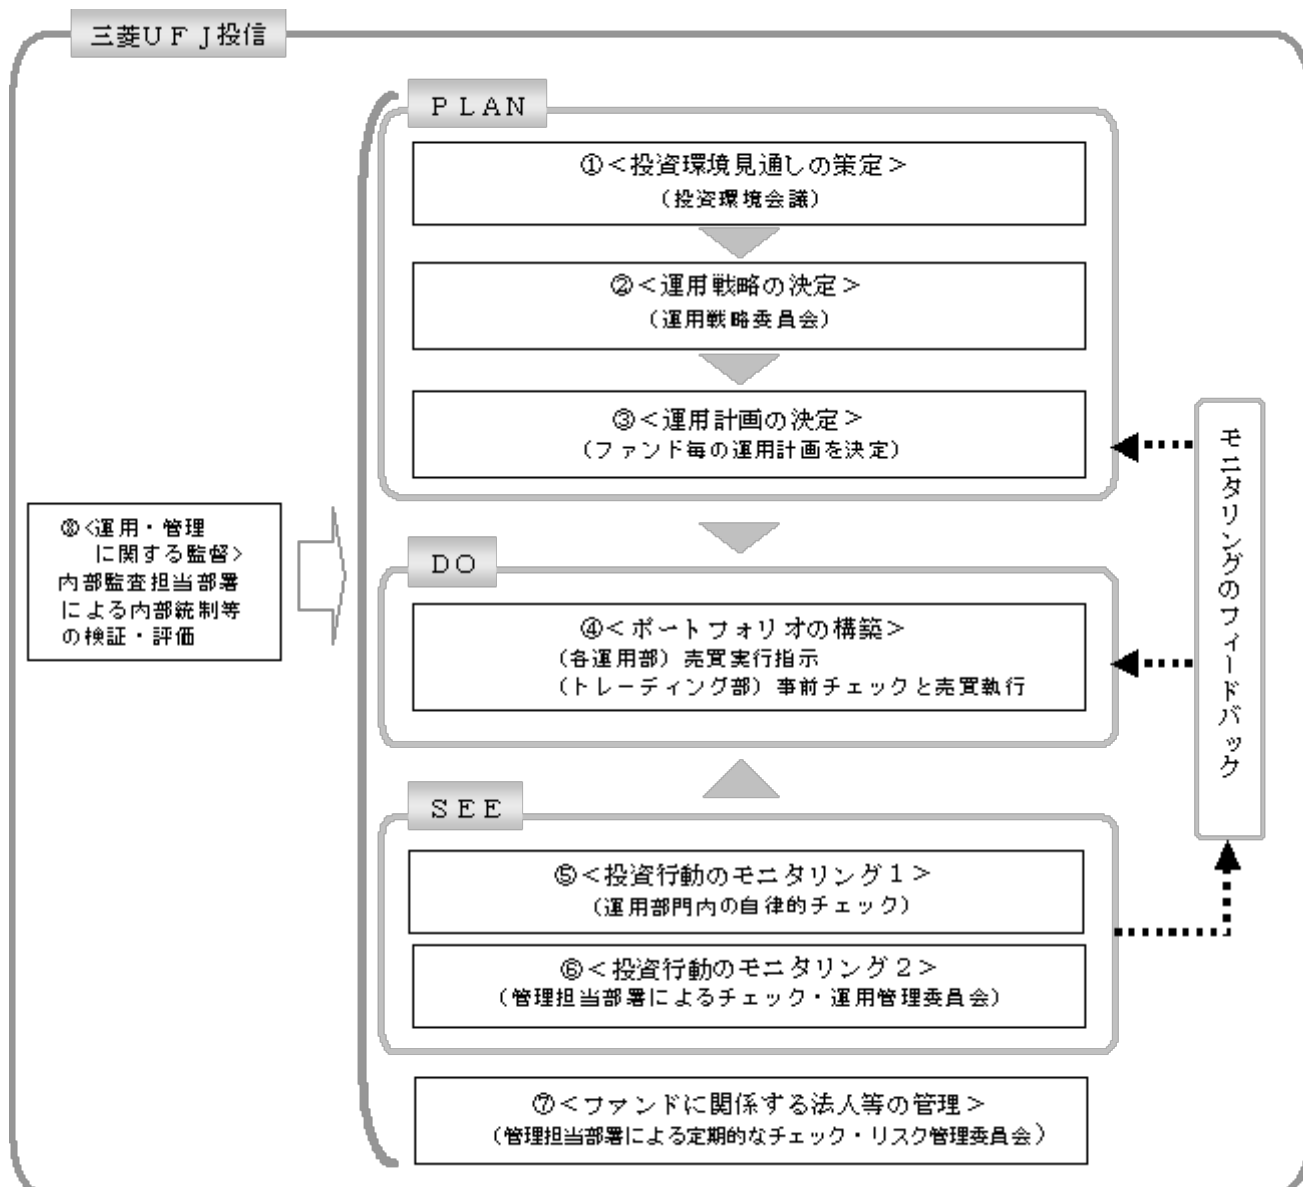 三菱UFJ投信
PLAN
①<投資環境見通しの策定>
(投資環境会議)
②<運用戦略の決定>
(運用戦略委員会)
③<運用計画の決定>
(ファンド毎の運用計画を決定)
モニタリングのフィードバック
⑧<運用・管理
に関する監督>
内部監査担当部署
による内部統制等
の検証・評価
DO
④<ポートフォリオの構築>
(各運用部)売買実行指示
(トレーディング部)事前チェックと売買執行
SEE
⑤<投資行動のモニタリング1>
(運用部門内の自律的チェック)
⑥<投資行動のモニタリング2>
(管理担当部署によるチェック・運用管理委員会)
⑦<ファンドに関係する法人等の管理>
(管理担当部署による定期的なチェック・リスク管理委員会)